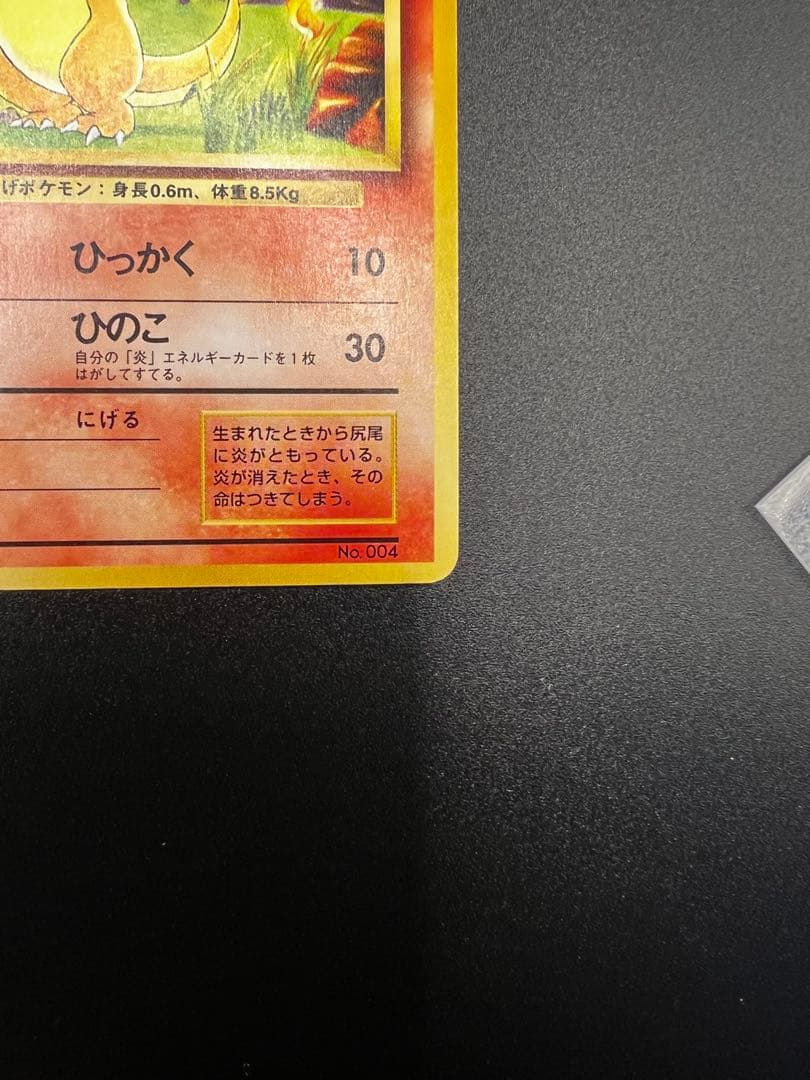 げポケモン：身長0.6m、体重8.5Kg
ひっかく 10
ひのこ 30
自分の「炎」エネルギーカードを1枚
はがしてすてる。
にげる
生まれたときから尻尾
に炎がともっている。
炎が消えたとき、その
命はつきてしまう。
No.004